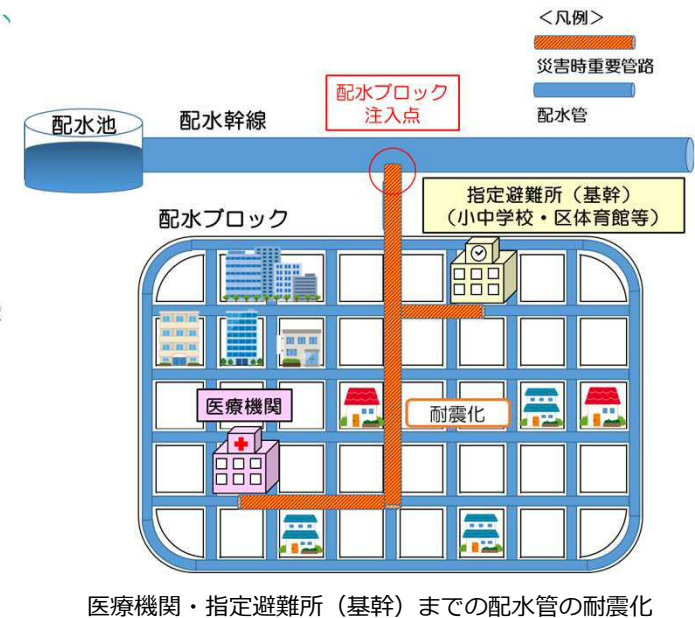 ＜凡例＞
災害時重要管路
配水管
配水ブロック
注入点
配水池
配水幹線
指定避難所（基幹）
（小中学校・区体育館等）
配水ブロック
医療機関
耐震化
医療機関・指定避難所（基幹）までの配水管の耐震化